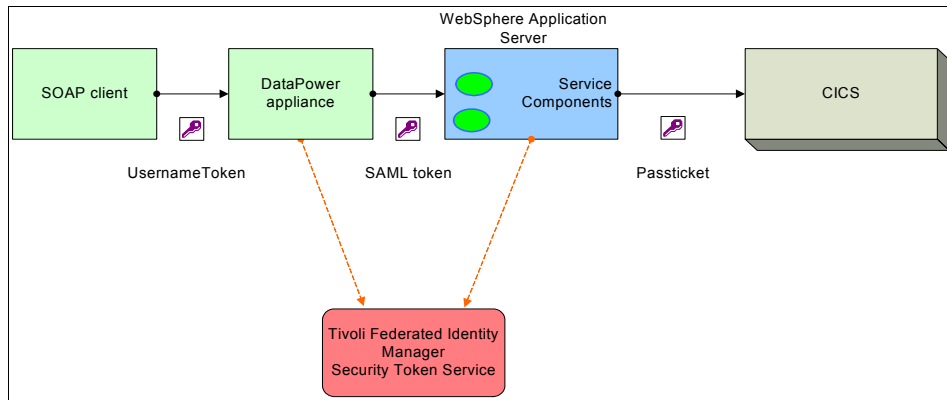 WebSphere Application
Server
SOAP client
DataPower
appliance
Service
Components
CICS
UsernameToken
SAML token
Passticket
Tivoli Federated Identity
Manager
Security Token Service